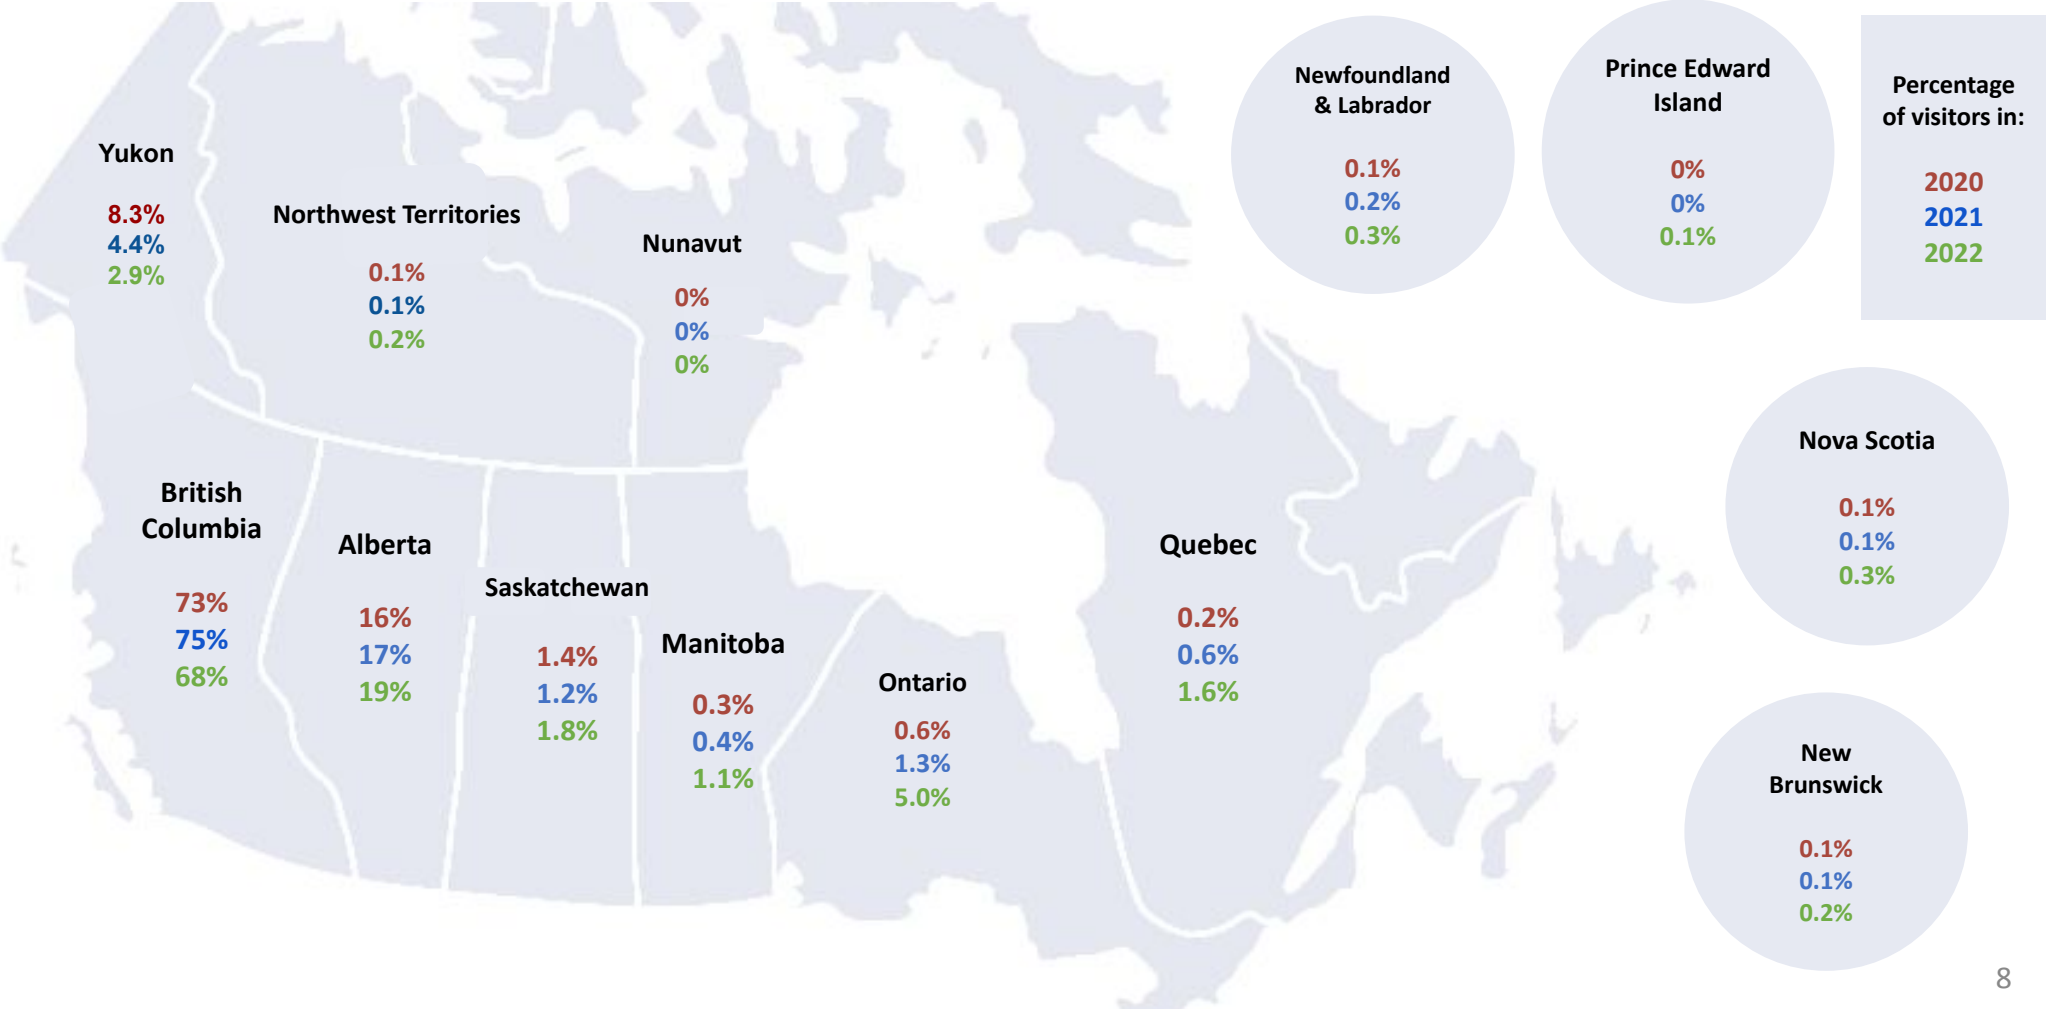 Yukon
8.3%
4.4%
2.9%
Northwest Territories
0.1%
0.1%
0.2%
Nunavut
0%
0%
0%
Newfoundland
& Labrador
0.1%
0.2%
0.3%
Prince Edward
Island
0%
0%
0.1%
Percentage
of visitors in:
2020
2021
2022
British
Columbia
73%
75%
68%
Alberta
16%
17%
19%
Saskatchewan
1.4%
1.2%
1.8%
Manitoba
0.3%
0.4%
1.1%
Ontario
0.6%
1.3%
5.0%
Quebec
0.2%
0.6%
1.6%
Nova Scotia
0.1%
0.1%
0.3%
New
Brunswick
0.1%
0.1%
0.2%
8